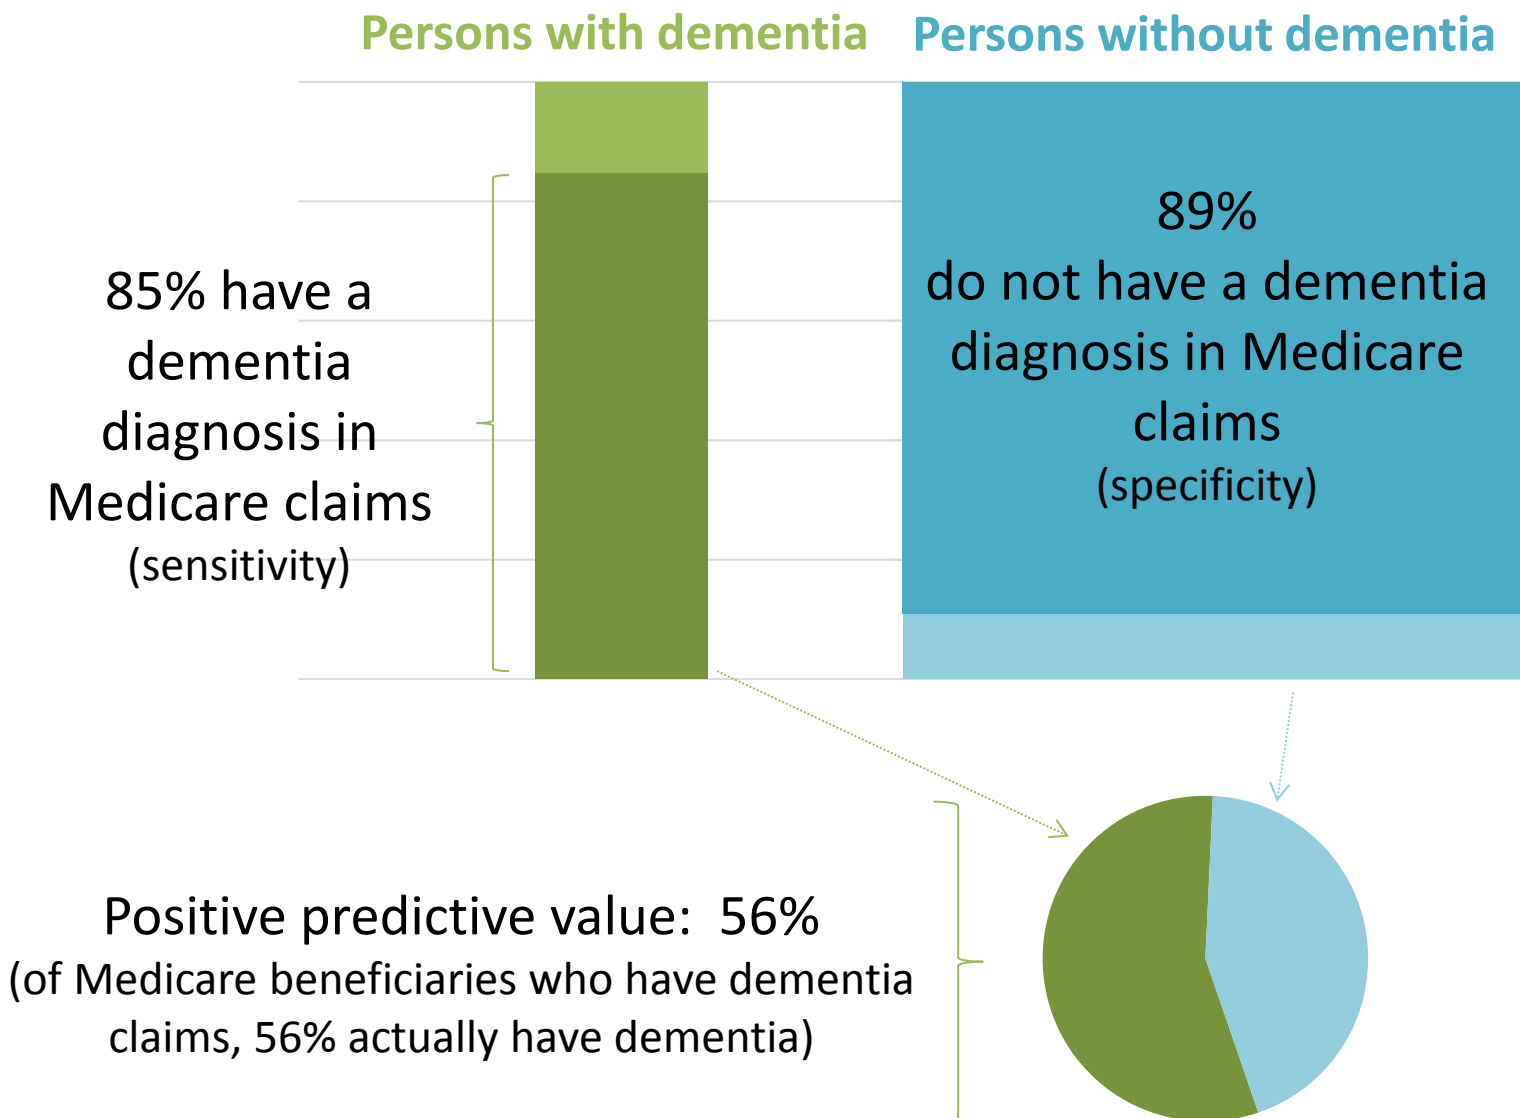 Persons with dementia
Persons without dementia
85% have a
dementia
diagnosis in
Medicare claims
(sensitivity)
89%
do not have a dementia
diagnosis in Medicare
claims
(specificity)
Positive predictive value:  56%
(of Medicare beneficiaries who have dementia
claims, 56% actually have dementia)